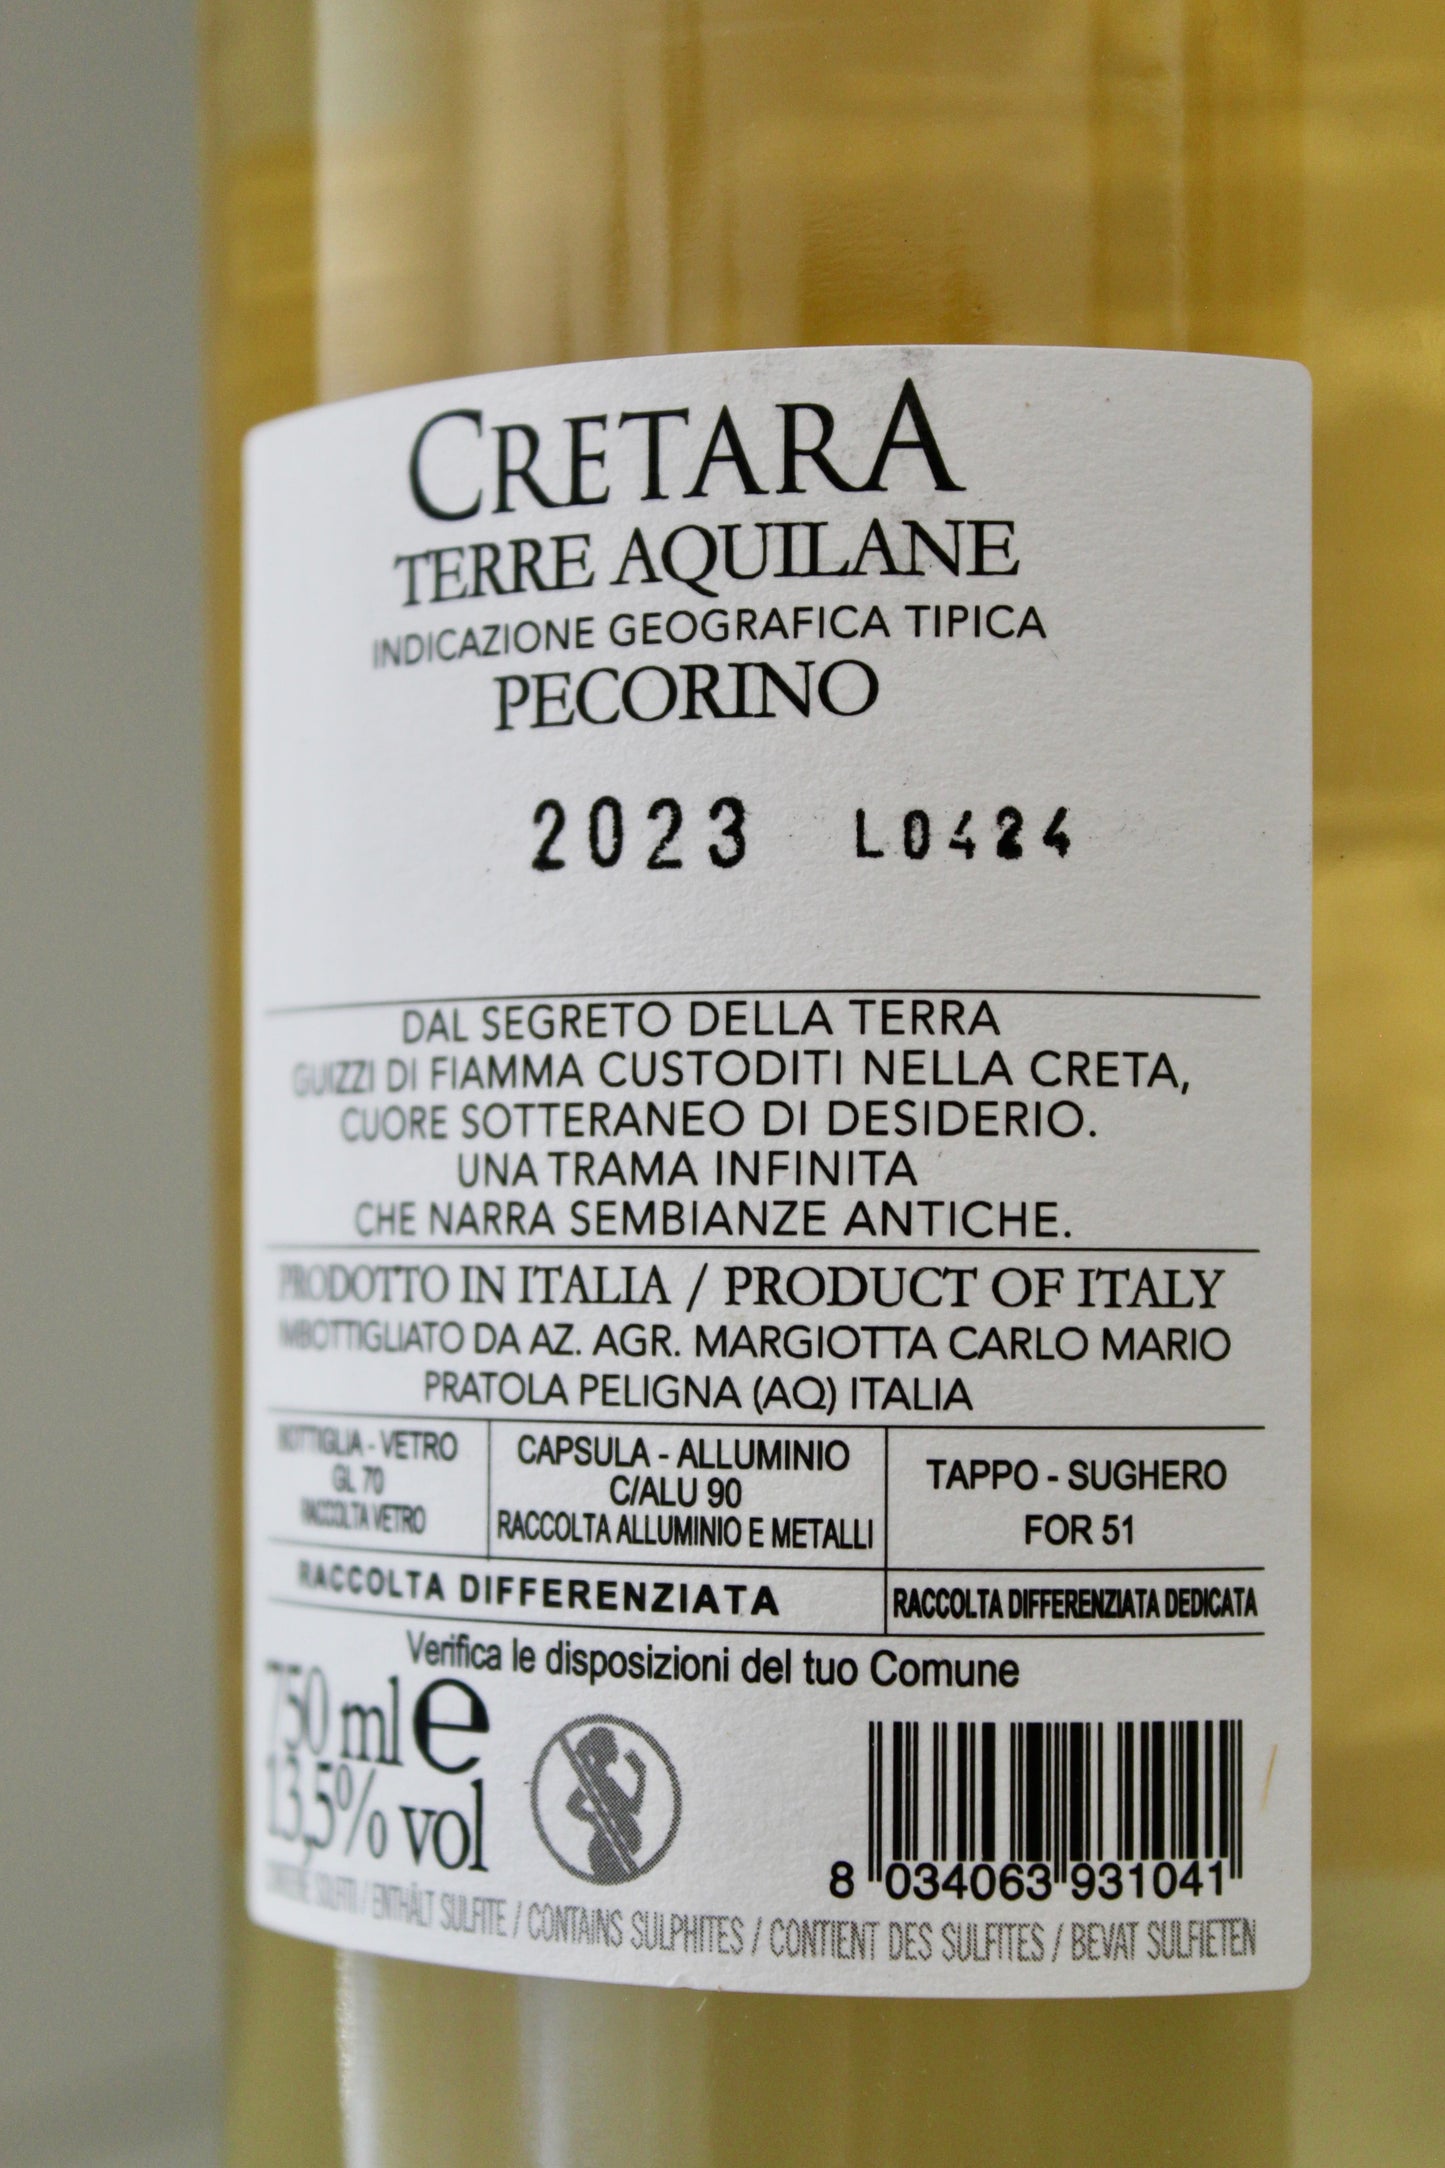 CRETARA
TERRE AQUILANE
INDICAZIONE GEOGRAFICA TIPICA
PECORINO
2023 L0424
DAL SEGRETO DELLA TERRA
GUIZZI DI FIAMMA CUSTODITI NELLA CRETA,
CUORE SOTTERANEO DI DESIDERIO.
UNA TRAMA INFINITA
CHE NARRA SEMBIANZE ANTICHE.
PRODOTTO IN ITALIA / PRODUCT OF ITALY
IMBOTTIGLIATO DA AZ. AGR. MARGIOTTA CARLO MARIO
PRATOLA PELIGNA (AQ) ITALIA
BOTTIGLIA - VETRO
GL 70
RACCOLTA VETRO
CAPSULA - ALLUMINIO
C/ALU 90
RACCOLTA ALLUMINIO E METALLI
TAPPO - SUGHERO
FOR 51
RACCOLTA DIFFERENZIATA
RACCOLTA DIFFERENZIATA DEDICATA
Verifica le disposizioni del tuo Comune
750 ml e
13,5% vol
8 034063 931041
SOLFITI / ENTHÄLT SULFITE / CONTAINS SULPHITES / CONTIENT DES SULFITES / BEVAT SULFIETEN